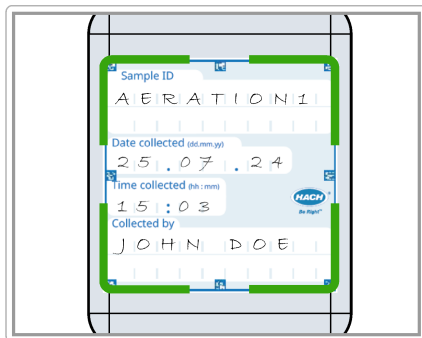 Sample ID
AERATION1
Date collected (dd.mm.yy)
25.07.24
Time collected (hh : mm)
15:03
HACH
Be Right
Collected by
JOHN DOE